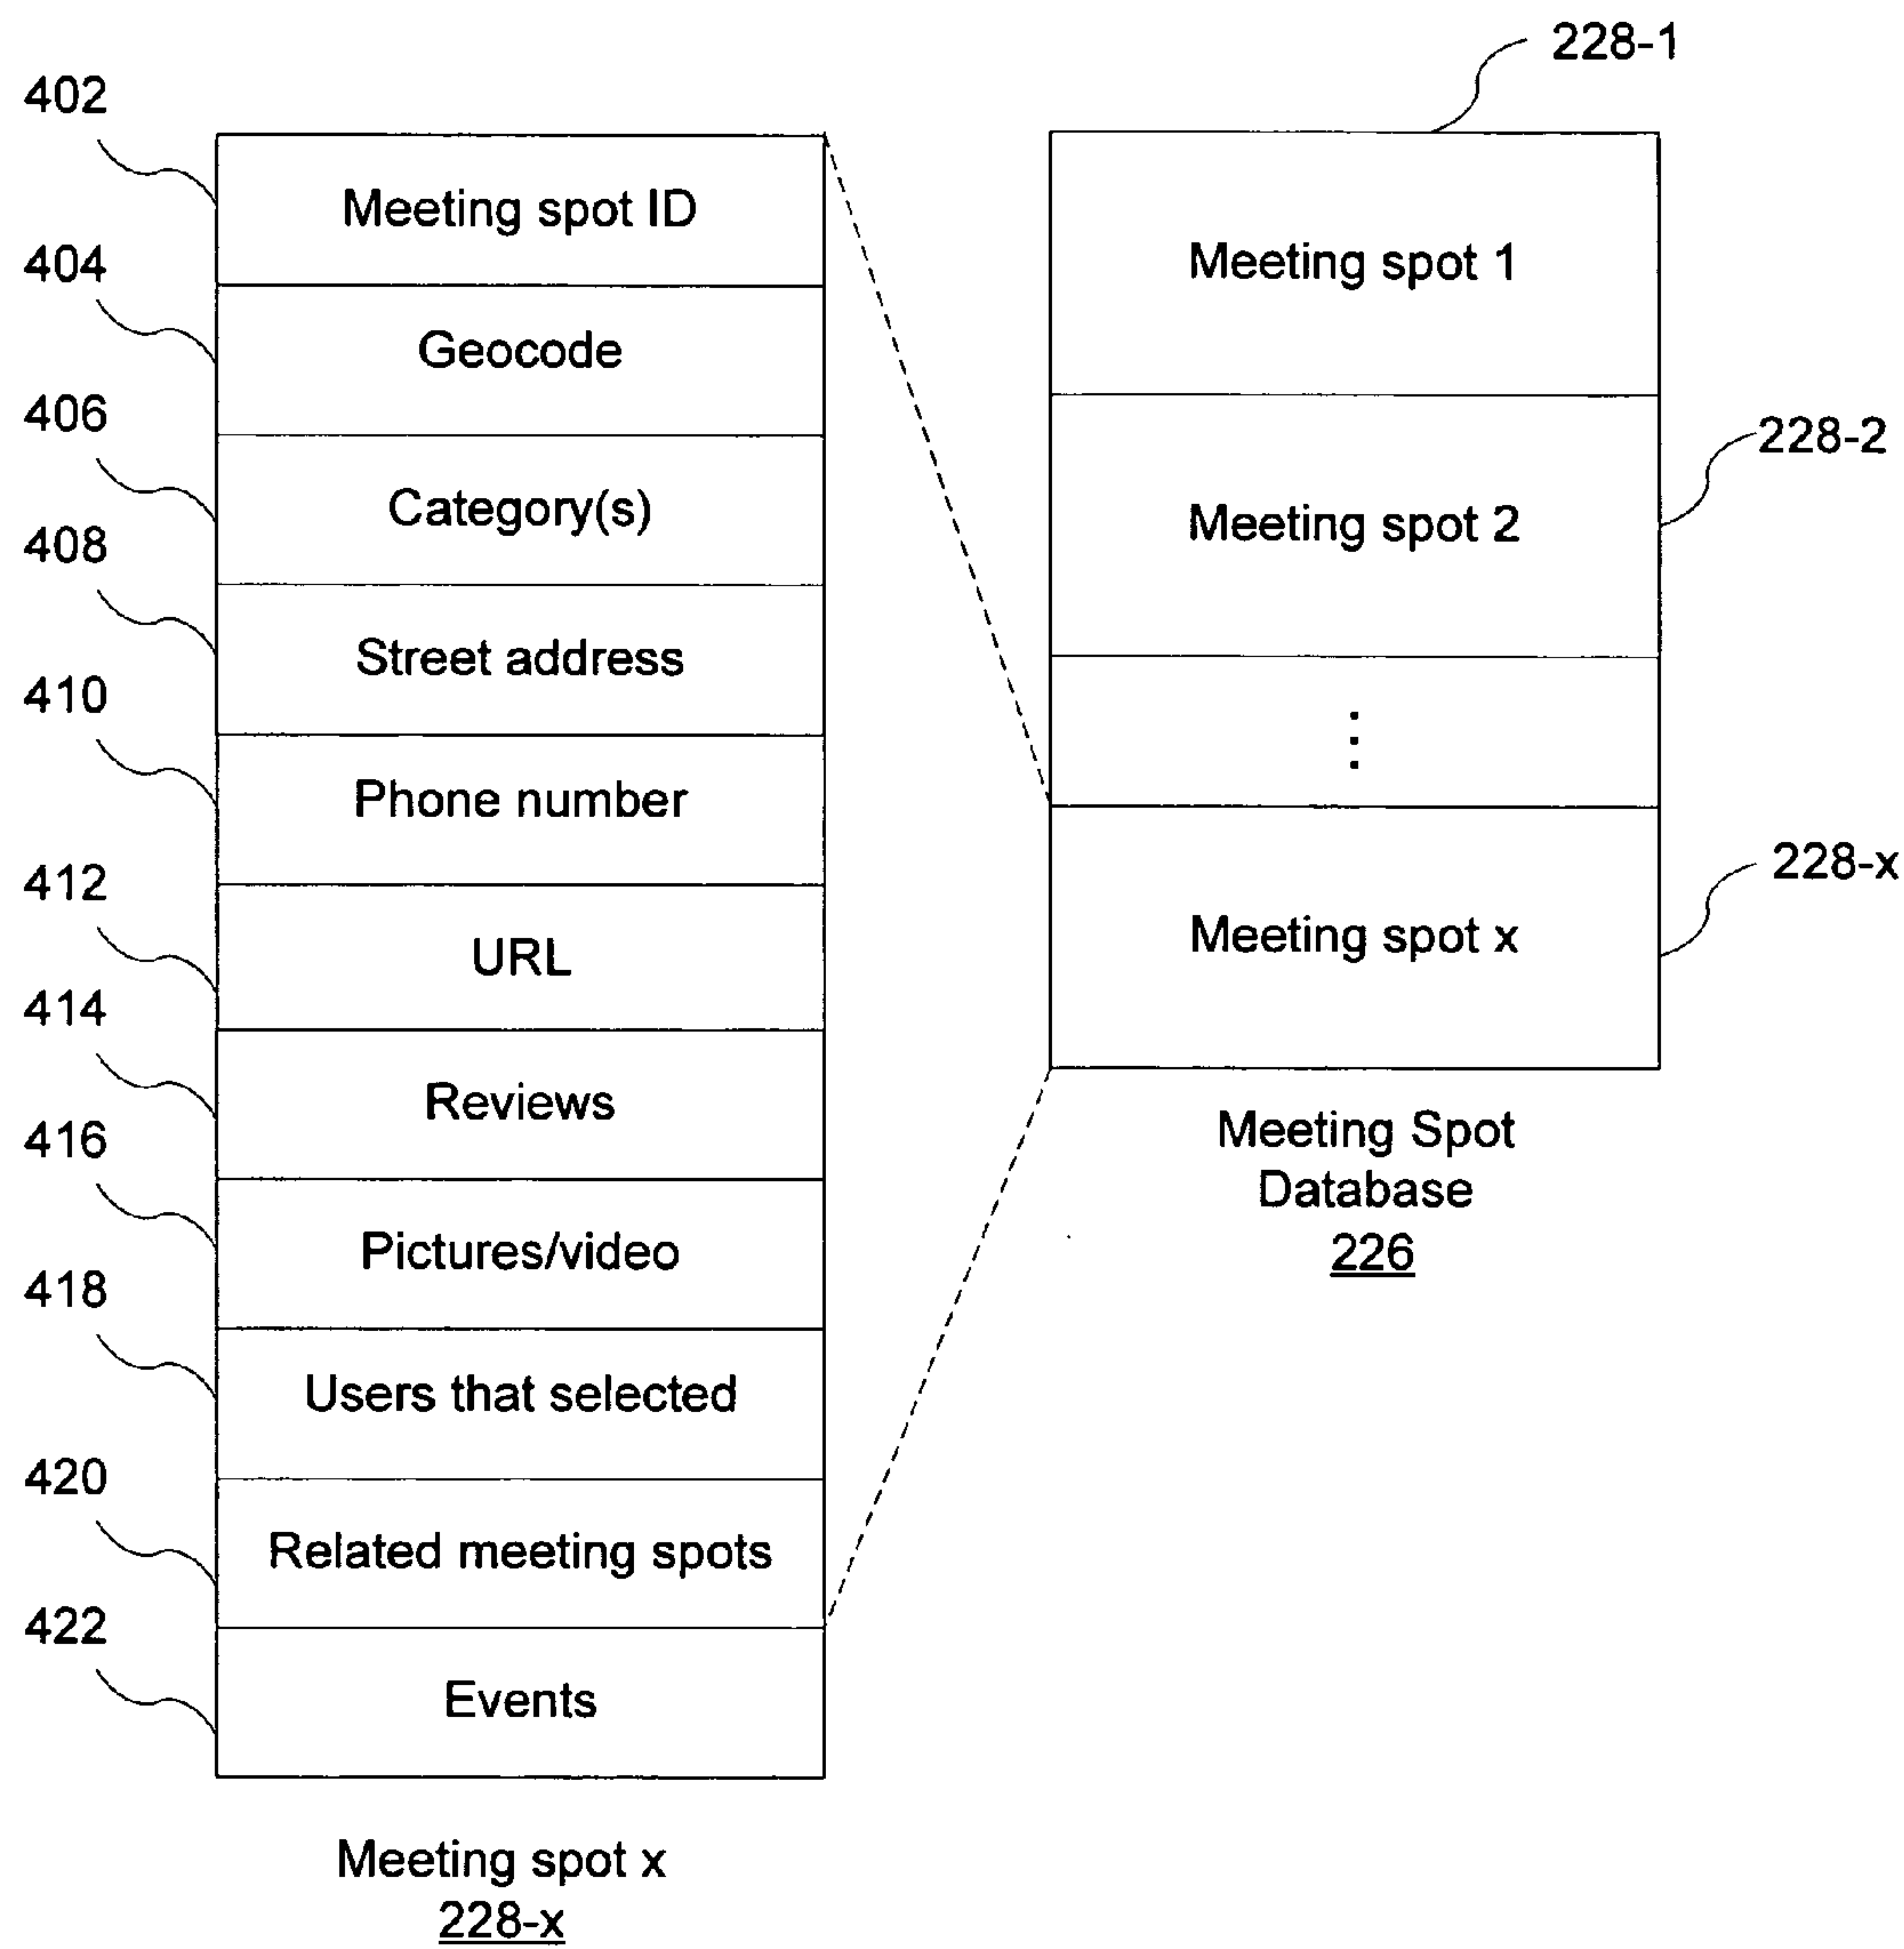 402
Meeting spot ID
404
Geocode
406
Category(s)
408
Street address
410
Phone number
412
URL
414
Reviews
416
Pictures/video
418
Users that selected
420
Related meeting spots
422
Events
Meeting spot x
228-x
228-1
Meeting spot 1
228-2
Meeting spot 2
⋮
228-x
Meeting spot x
Meeting Spot
Database
226